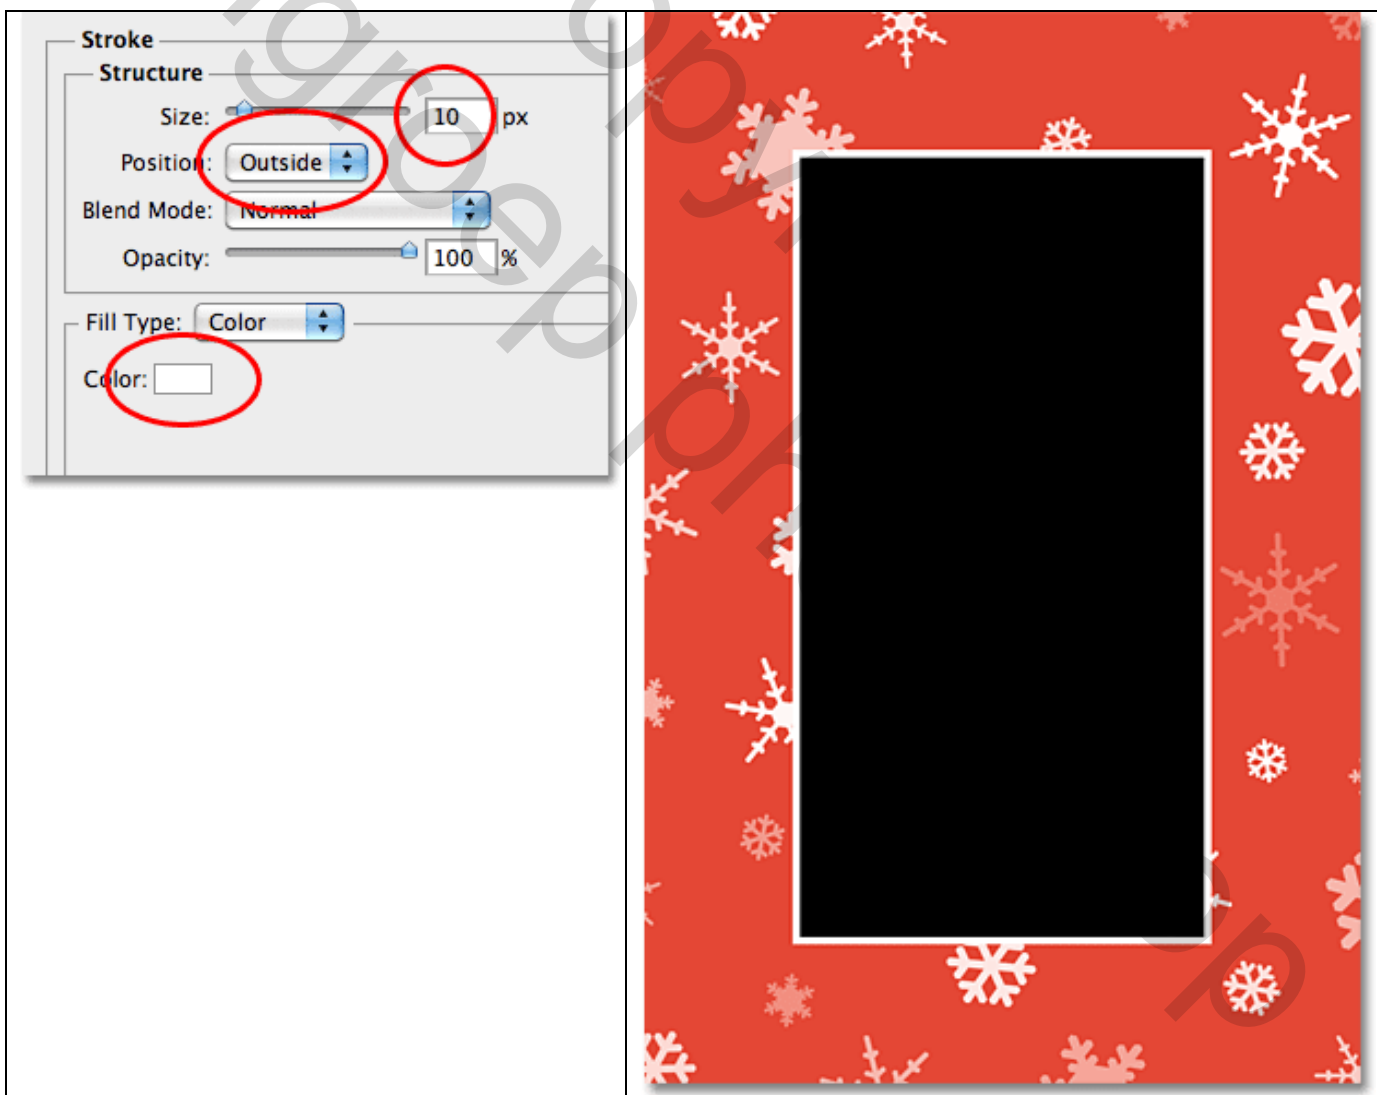 Stroke
Structure
Size: 10 px
Position: Outside
Blend Mode: Normal
Opacity: 100 %
Fill Type: Color
Color: